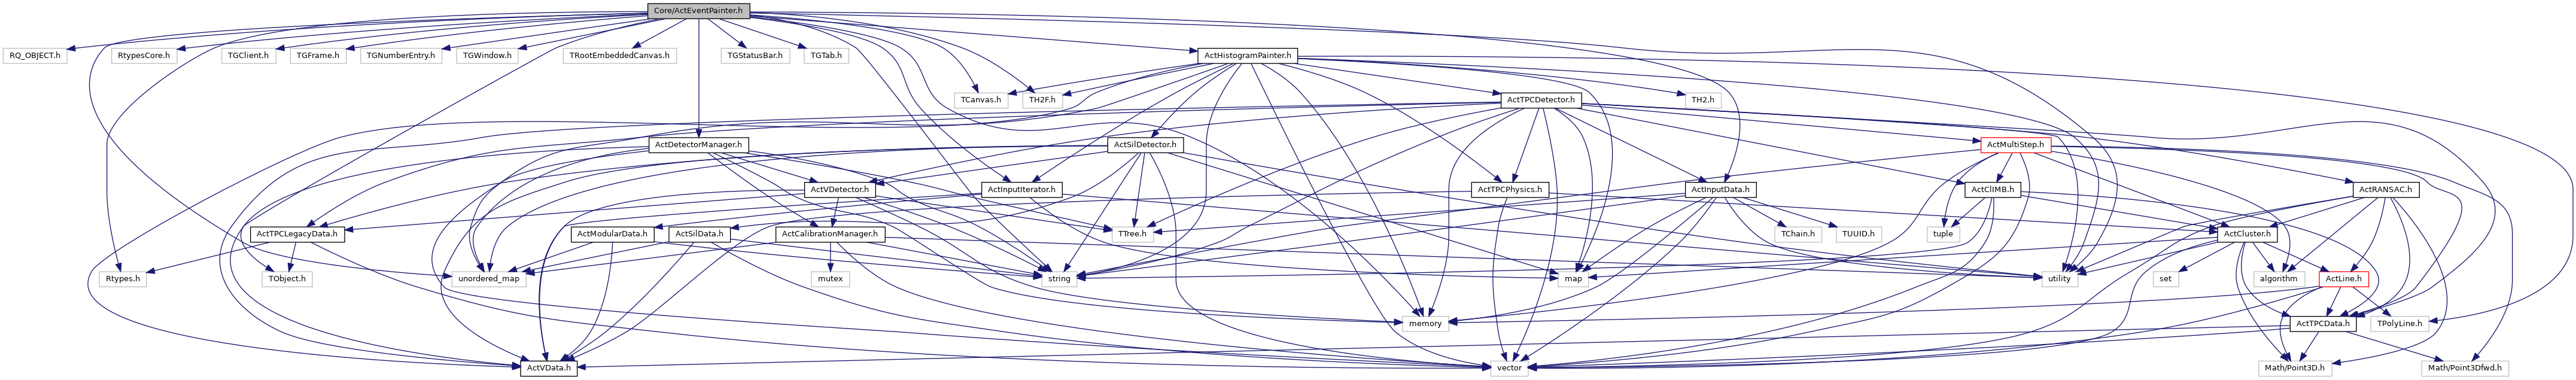 Core/ActEventPainter.h
RQ_OBJECT.h
RtypesCore.h
TGClient.h
TGFrame.h
TGNumberEntry.h
TGWindow.h
TRootEmbeddedCanvas.h
TGStatusBar.h
TGTab.h
ActHistogramPainter.h
TCanvas.h
TH2F.h
ActTPCDetector.h
TH2.h
ActDetectorManager.h
ActSilDetector.h
ActMultiStep.h
ActVDetector.h
ActInputIterator.h
ActTPCPhysics.h
ActInputData.h
ActClIMB.h
ActRANSAC.h
ActTPCLegacyData.h
ActModularData.h
ActSilData.h
ActCalibrationManager.h
TTree.h
TChain.h
TUUID.h
tuple
ActCluster.h
Rtypes.h
TObject.h
unordered_map
mutex
string
map
utility
set
algorithm
ActLine.h
memory
ActTPCData.h
TPolyLine.h
ActVData.h
vector
Math/Point3D.h
Math/Point3Dfwd.h